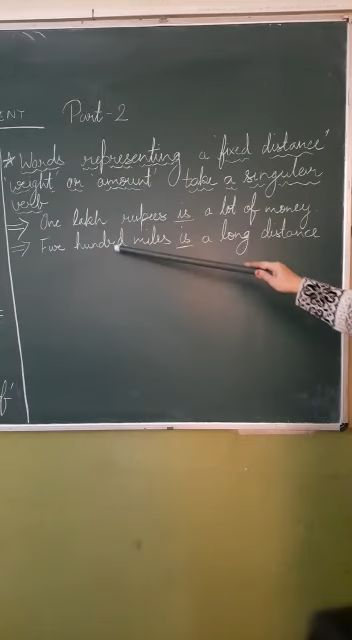 ENT Part-2
* Words representing a 'fixed distance'
weight' or amount' take a singular
verb
⇒ One lakh rupees is a lot of money.
⇒ Five hundred miles is a long distance